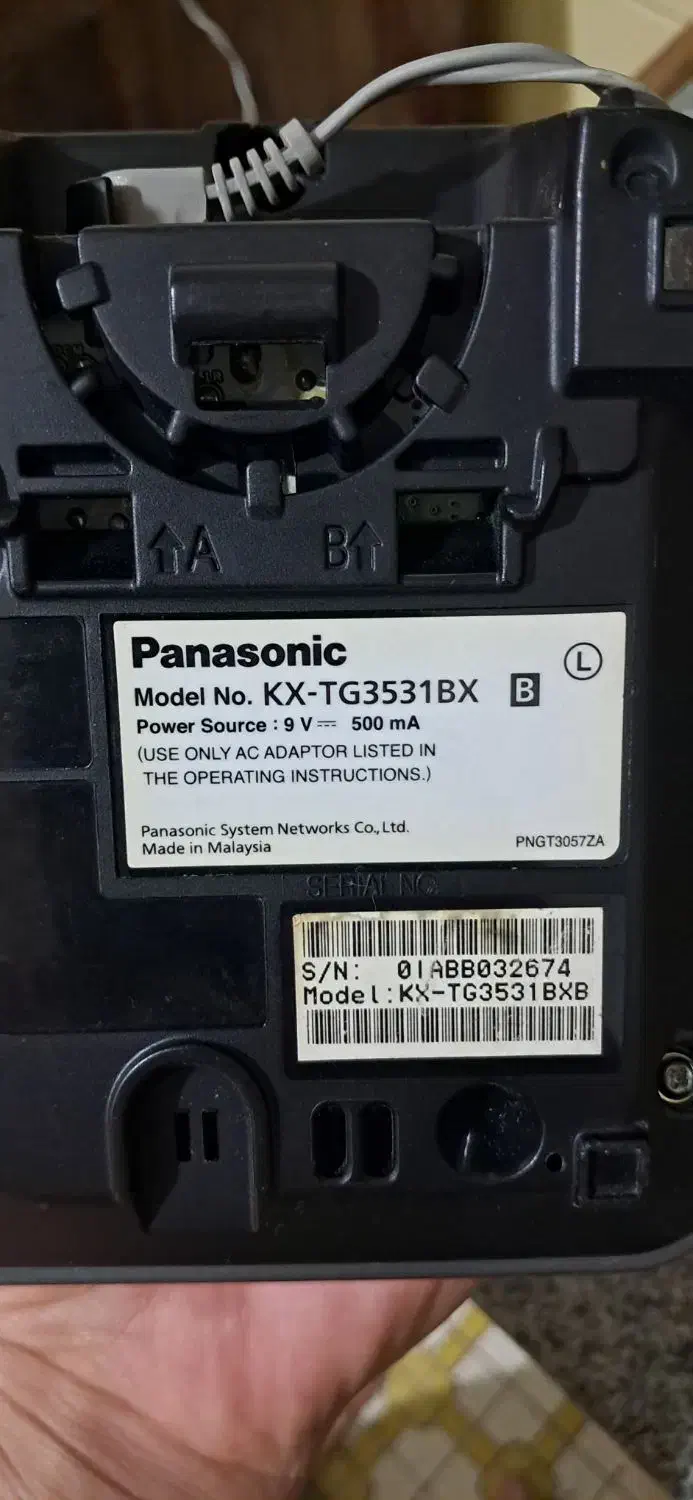 ↑A B↑
Panasonic
Ⓛ
Model No. KX-TG3531BX B
Power Source : 9 V ⎓ 500 mA
(USE ONLY AC ADAPTOR LISTED IN
THE OPERATING INSTRUCTIONS.)
Panasonic System Networks Co., Ltd.
Made in Malaysia
PNGT3057ZA
SERIAL NO
S/N: 0IABB032674
Model:KX-TG3531BXB